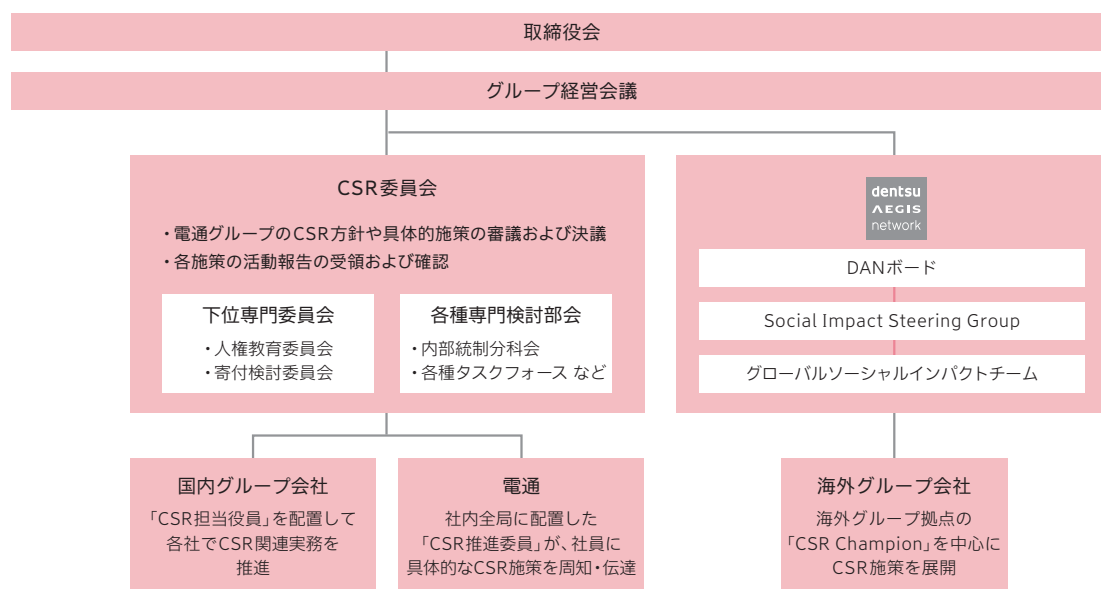 取締役会
グループ経営会議
CSR委員会
・電通グループのCSR方針や具体的施策の審議および決議
・各施策の活動報告の受領および確認
下位専門委員会
・人権教育委員会
・寄付検討委員会
各種専門検討部会
・内部統制分科会
・各種タスクフォース など
dentsu
AEGIS
network
DANボード
Social Impact Steering Group
グローバルソーシャルインパクトチーム
国内グループ会社
「CSR担当役員」を配置して
各社でCSR関連実務を
推進
電通
社内全局に配置した
「CSR推進委員」が、社員に
具体的なCSR施策を周知・伝達
海外グループ会社
海外グループ拠点の
「CSR Champion」を中心に
CSR施策を展開